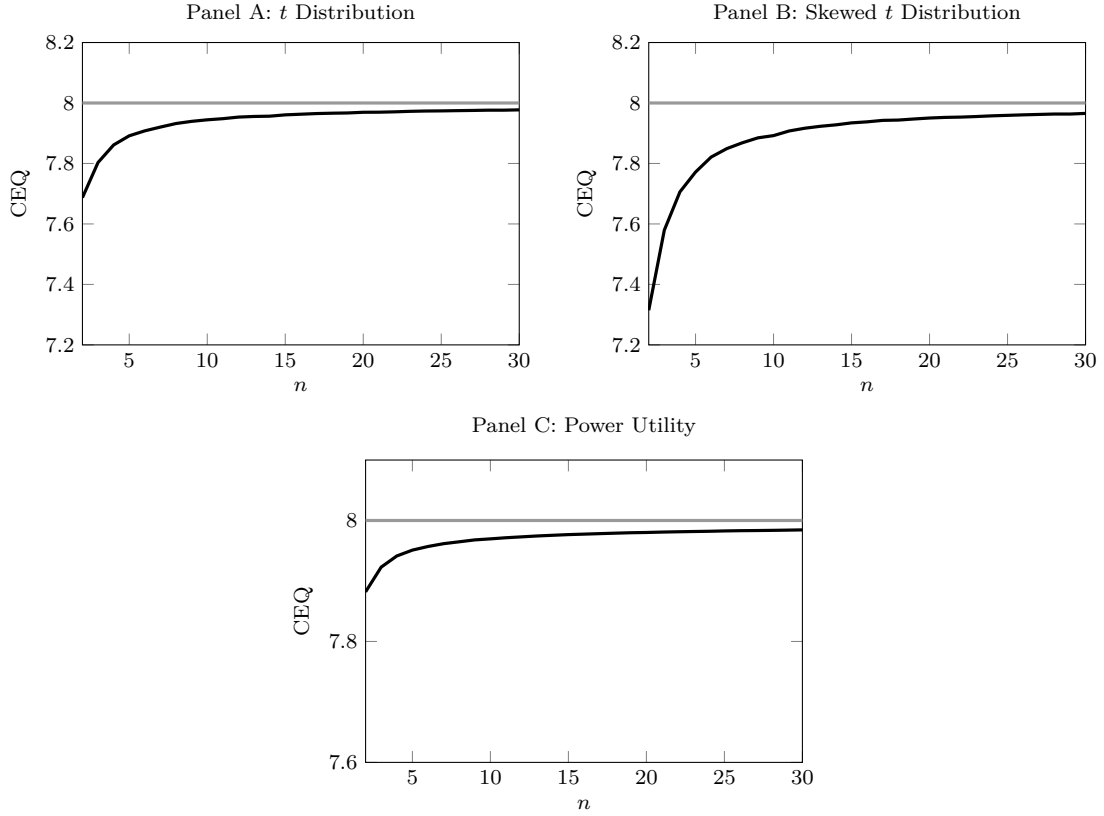 Panel A: t Distribution
8.2
8
7.8
7.6
7.4
7.2
CEQ
5 10 15 20 25 30
n
Panel B: Skewed t Distribution
8.2
8
7.8
7.6
7.4
7.2
CEQ
5 10 15 20 25 30
n
Panel C: Power Utility
8
7.8
7.6
CEQ
5 10 15 20 25 30
n